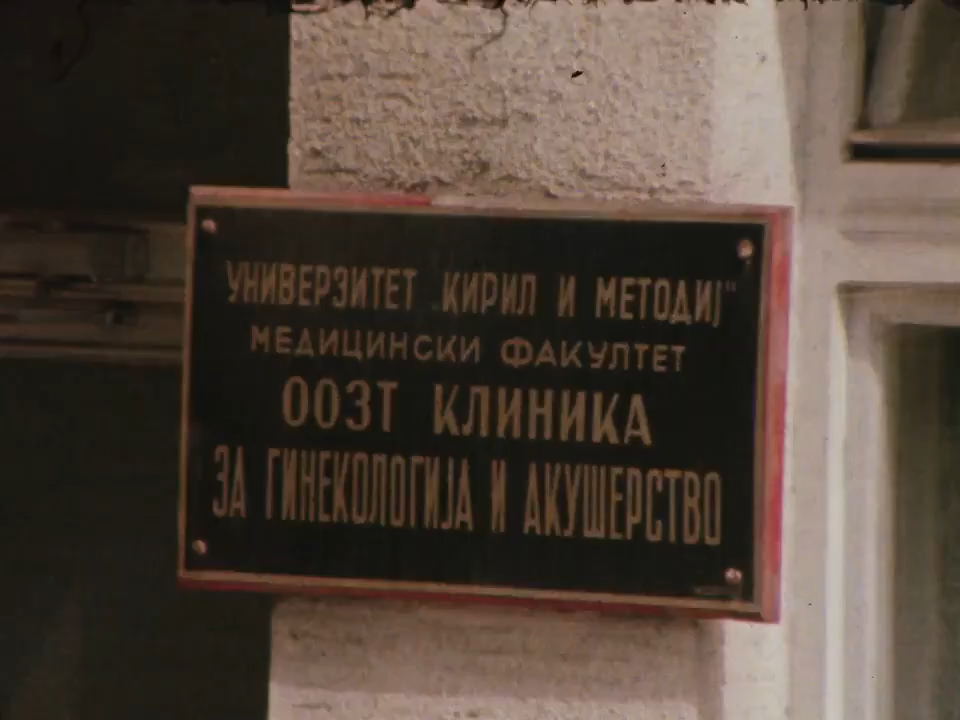 УНИВЕРЗИТЕТ „КИРИЛ И МЕТОДИЈ"
МЕДИЦИНСКИ ФАКУЛТЕТ
ООЗТ КЛИНИКА
ЗА ГИНЕКОЛОГИЈА И АКУШЕРСТВО